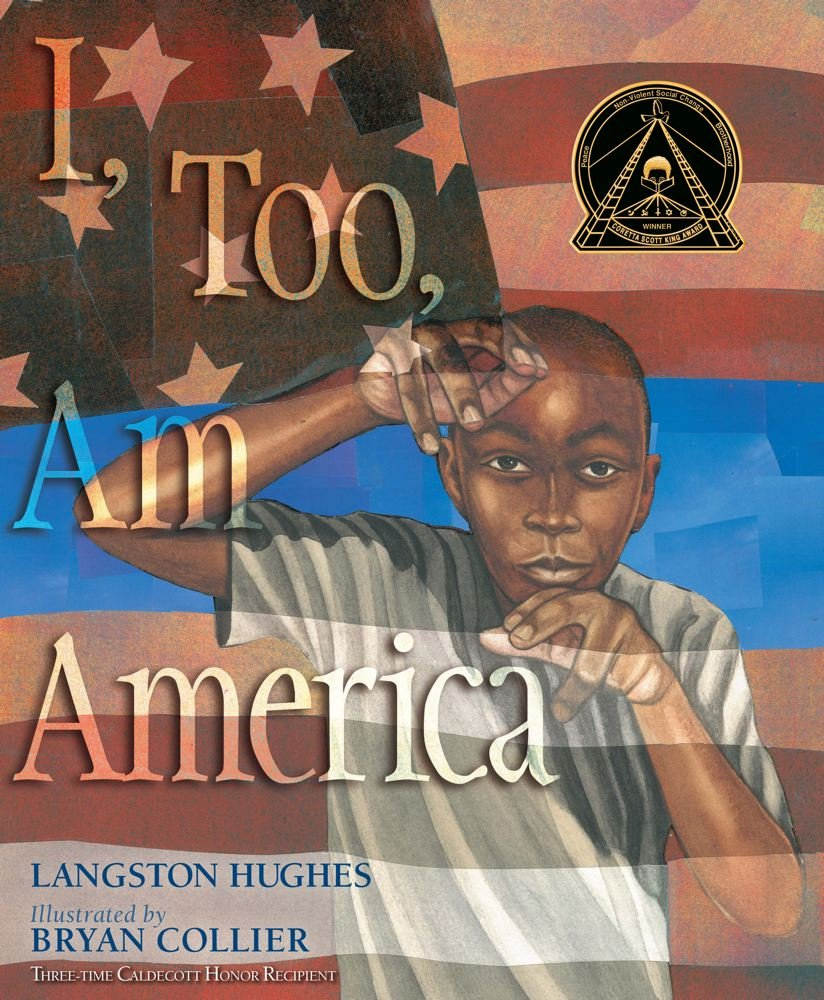 I,
Too,
Am
America
Peace
Non-Violent Social Change
Brotherhood
WINNER
CORETTA SCOTT KING AWARD
LANGSTON HUGHES
Illustrated by
BRYAN COLLIER
THREE-TIME CALDECOTT HONOR RECIPIENT